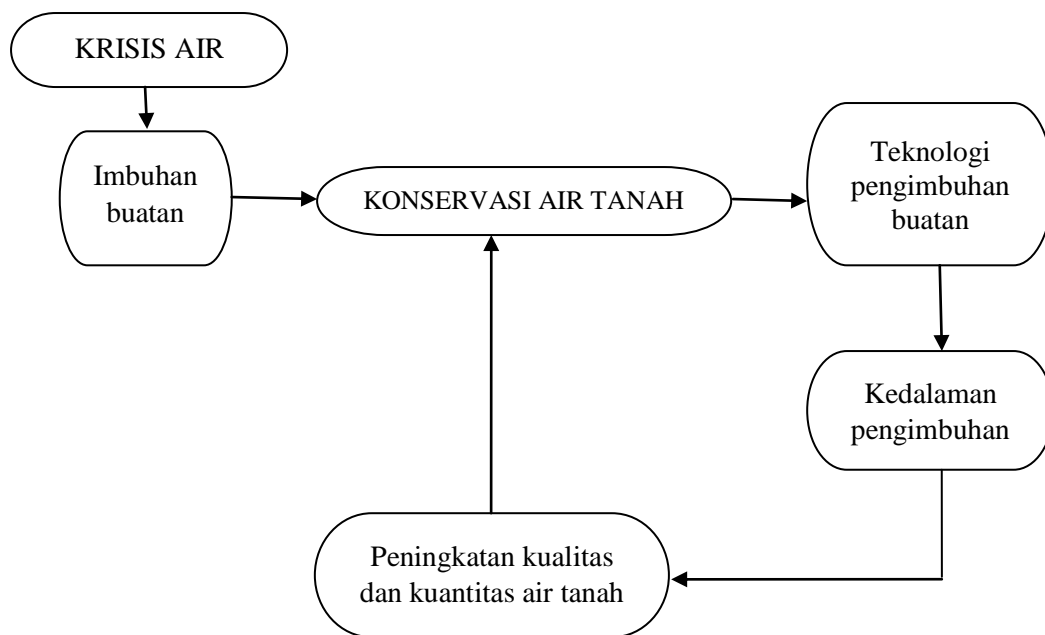 KRISIS AIR
Imbuhan
buatan
KONSERVASI AIR TANAH
Teknologi
pengimbuhan
buatan
Kedalaman
pengimbuhan
Peningkatan kualitas
dan kuantitas air tanah